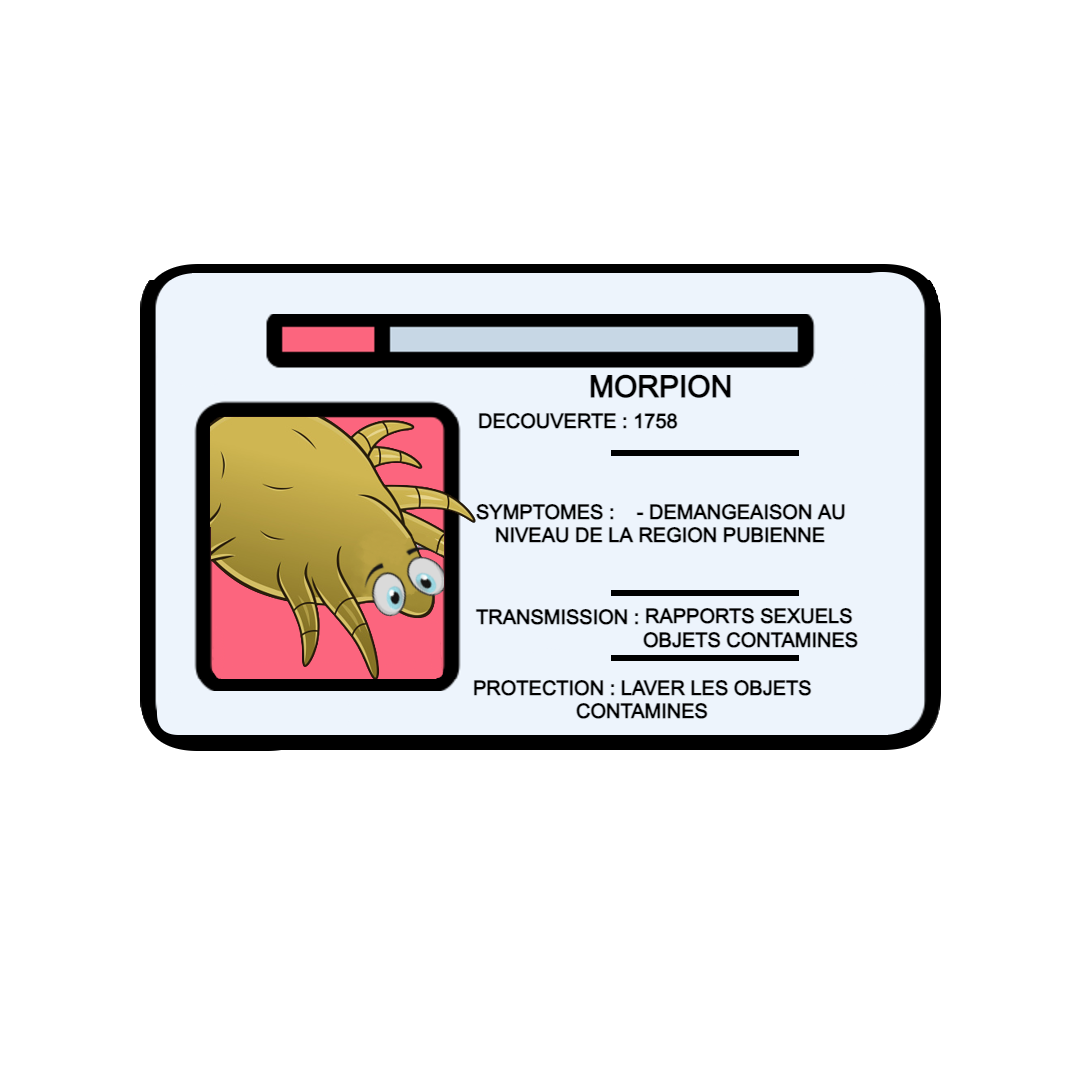 MORPION
DECOUVERTE : 1758
SYMPTOMES : - DEMANGEAISON AU
NIVEAU DE LA REGION PUBIENNE
TRANSMISSION : RAPPORTS SEXUELS
OBJETS CONTAMINES
PROTECTION : LAVER LES OBJETS
CONTAMINES